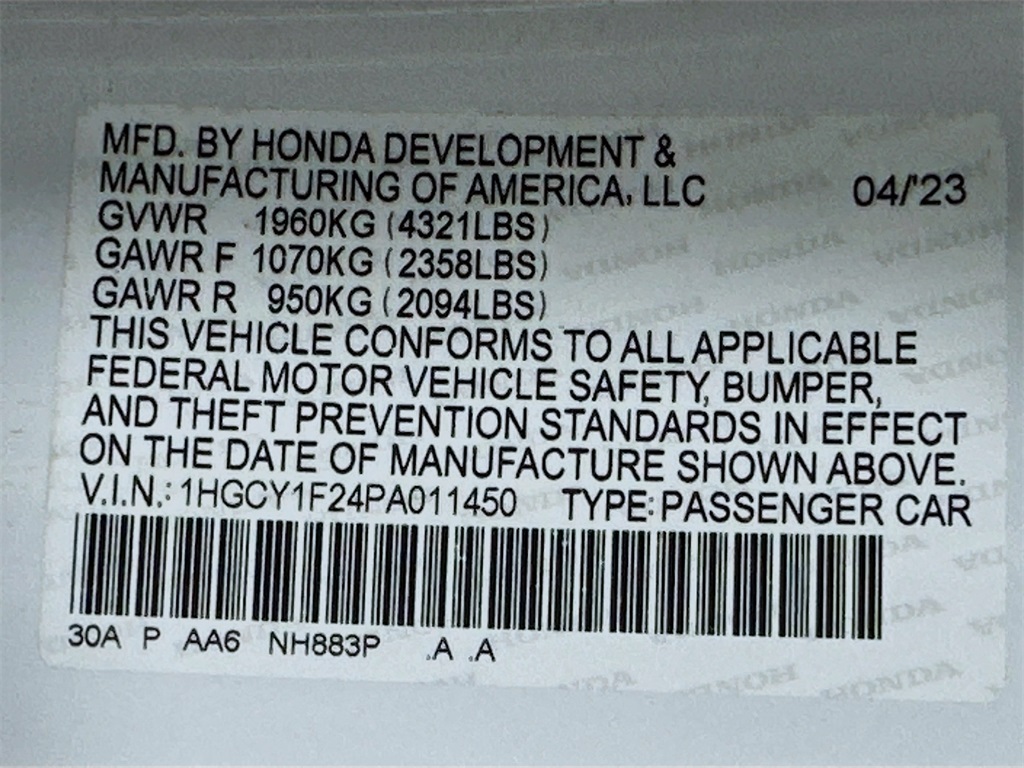 MFD. BY HONDA DEVELOPMENT &
MANUFACTURING OF AMERICA, LLC 04/'23
GVWR 1960KG (4321LBS)
GAWR F 1070KG (2358LBS)
GAWR R 950KG (2094LBS)
THIS VEHICLE CONFORMS TO ALL APPLICABLE
FEDERAL MOTOR VEHICLE SAFETY, BUMPER,
AND THEFT PREVENTION STANDARDS IN EFFECT
ON THE DATE OF MANUFACTURE SHOWN ABOVE.
V.I.N.: 1HGCY1F24PA011450 TYPE: PASSENGER CAR
30A P AA6 NH883P .A .A